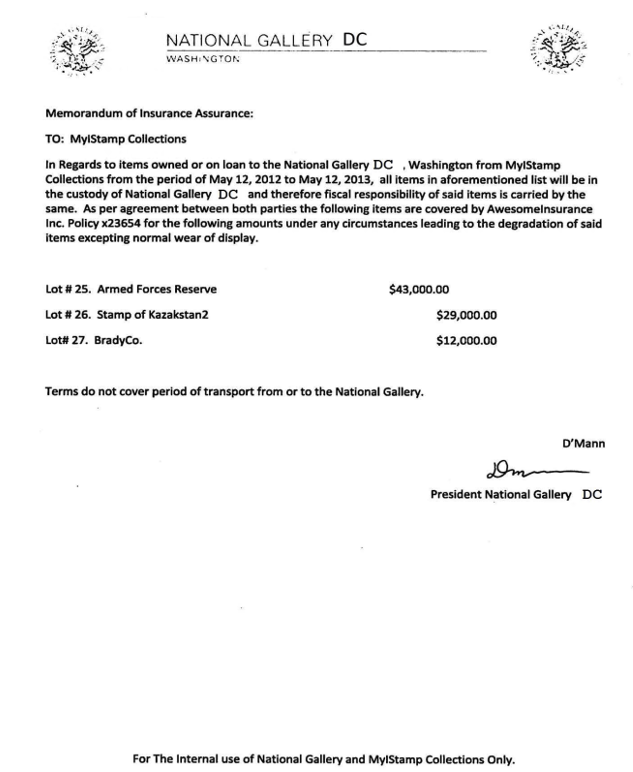 NATIONAL GALLERY DC
WASHINGTON
Memorandum of Insurance Assurance:
TO: MyIStamp Collections
In Regards to items owned or on loan to the National Gallery DC , Washington from MyIStamp
Collections from the period of May 12, 2012 to May 12, 2013, all items in aforementioned list will be in
the custody of National Gallery DC and therefore fiscal responsibility of said items is carried by the
same. As per agreement between both parties the following items are covered by AwesomeInsurance
Inc. Policy x23654 for the following amounts under any circumstances leading to the degradation of said
items excepting normal wear of display.
Lot # 25. Armed Forces Reserve $43,000.00
Lot # 26. Stamp of Kazakstan2 $29,000.00
Lot# 27. BradyCo. $12,000.00
Terms do not cover period of transport from or to the National Gallery.
D'Mann
President National Gallery DC
For The Internal use of National Gallery and MyIStamp Collections Only.